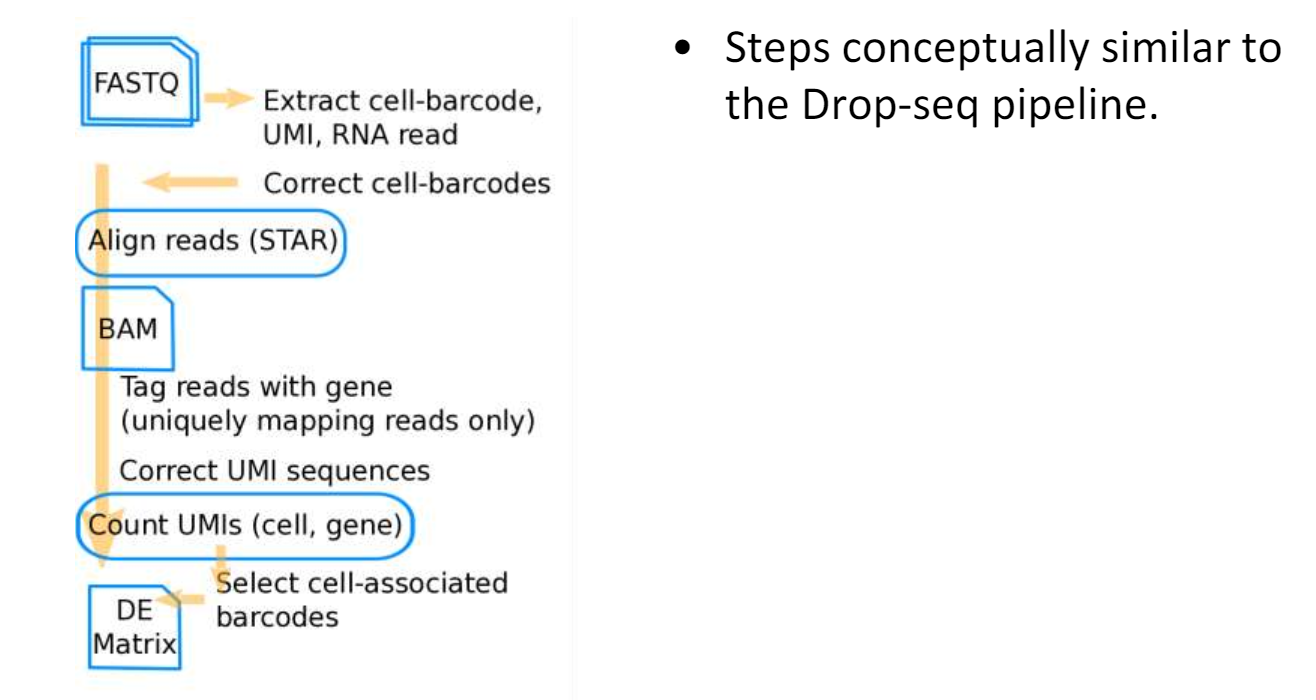 FASTQ
Extract cell-barcode,
UMI, RNA read
Correct cell-barcodes
Align reads (STAR)
BAM
Tag reads with gene
(uniquely mapping reads only)
Correct UMI sequences
Count UMIs (cell, gene)
Select cell-associated
barcodes
DE
Matrix
• Steps conceptually similar to
the Drop-seq pipeline.